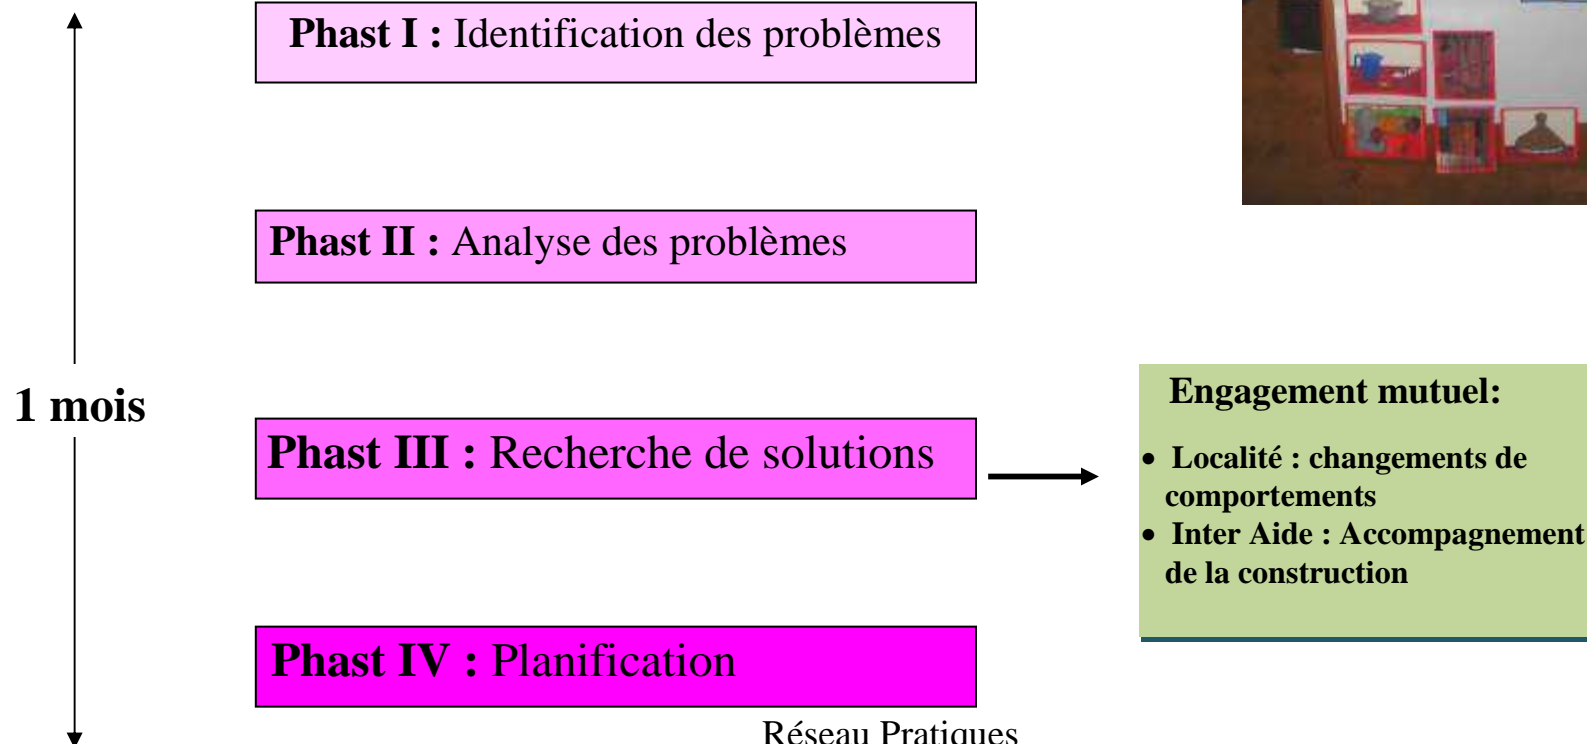 Phast I : Identification des problèmes
Phast II : Analyse des problèmes
1 mois
Phast III : Recherche de solutions
Engagement mutuel:
• Localité : changements de
comportements
• Inter Aide : Accompagnement
de la construction
Phast IV : Planification
Réseau Pratiques